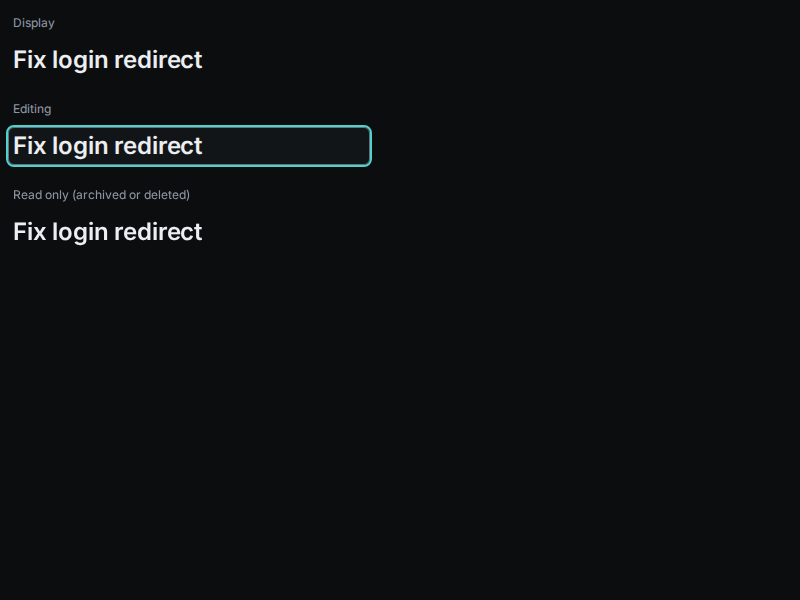 Display
Fix login redirect
Editing
Fix login redirect
Read only (archived or deleted)
Fix login redirect